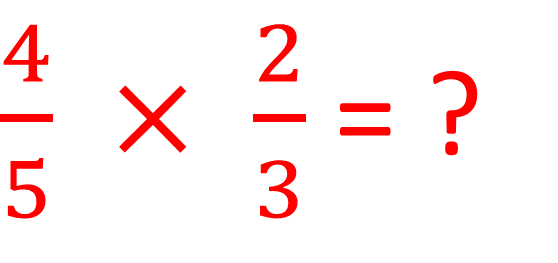 4/5 × 2/3 = ?